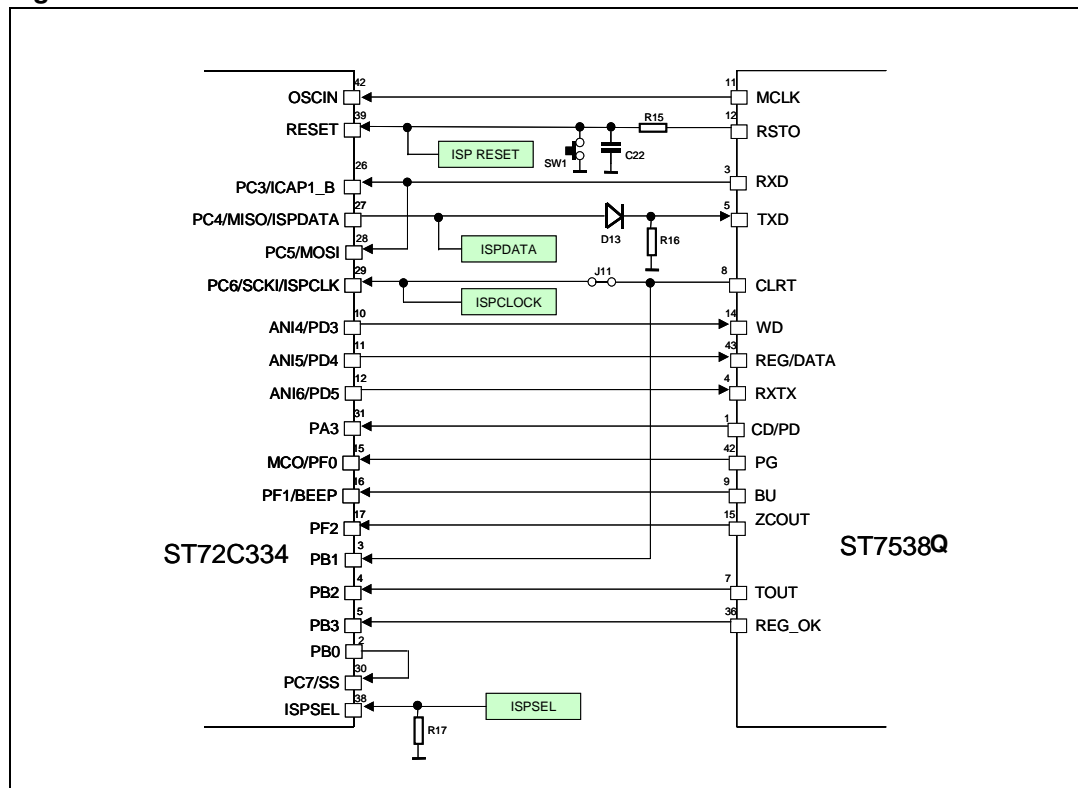 42 11
OSCIN MCLK
39 R15 12
RESET RSTO
ISP RESET SW1 C22
26 3
PC3/ICAP1_B RXD
27 5
PC4/MISO/ISPDATA TXD
D13 R16
28
PC5/MOSI ISPDATA
29 J11 8
PC6/SCKI/ISPCLK CLRT
ISPCLOCK
10 14
ANI4/PD3 WD
11 43
ANI5/PD4 REG/DATA
12 4
ANI6/PD5 RXTX
31 1
PA3 CD/PD
15 42
MCO/PF0 PG
16 9
PF1/BEEP BU
17 15
PF2 ZCOUT
ST72C334 ST7538Q
3
PB1
4 7
PB2 TOUT
5 36
PB3 REG_OK
2
PB0
30
PC7/SS
38
ISPSEL ISPSEL
R17